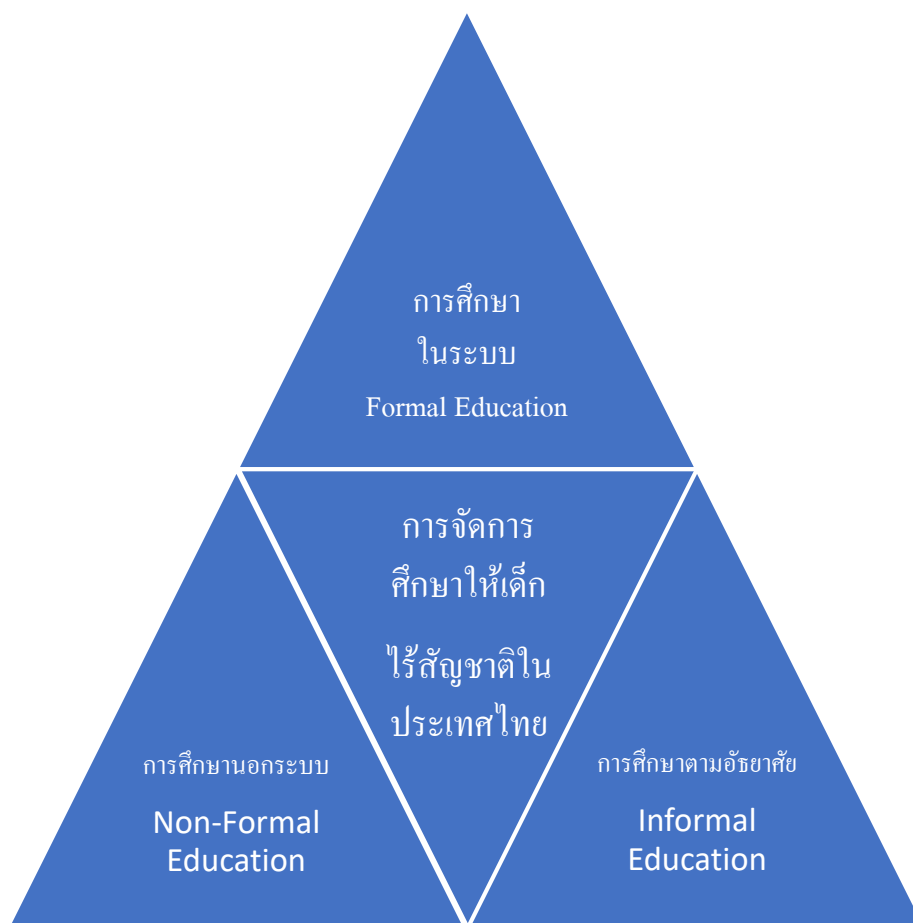 การศึกษา
ในระบบ
Formal Education
การจัดการ
ศึกษาให้เด็ก
ไร้สัญชาติใน
ประเทศไทย
การศึกษานอกระบบ
Non-Formal
Education
การศึกษาตามอัธยาศัย
Informal
Education